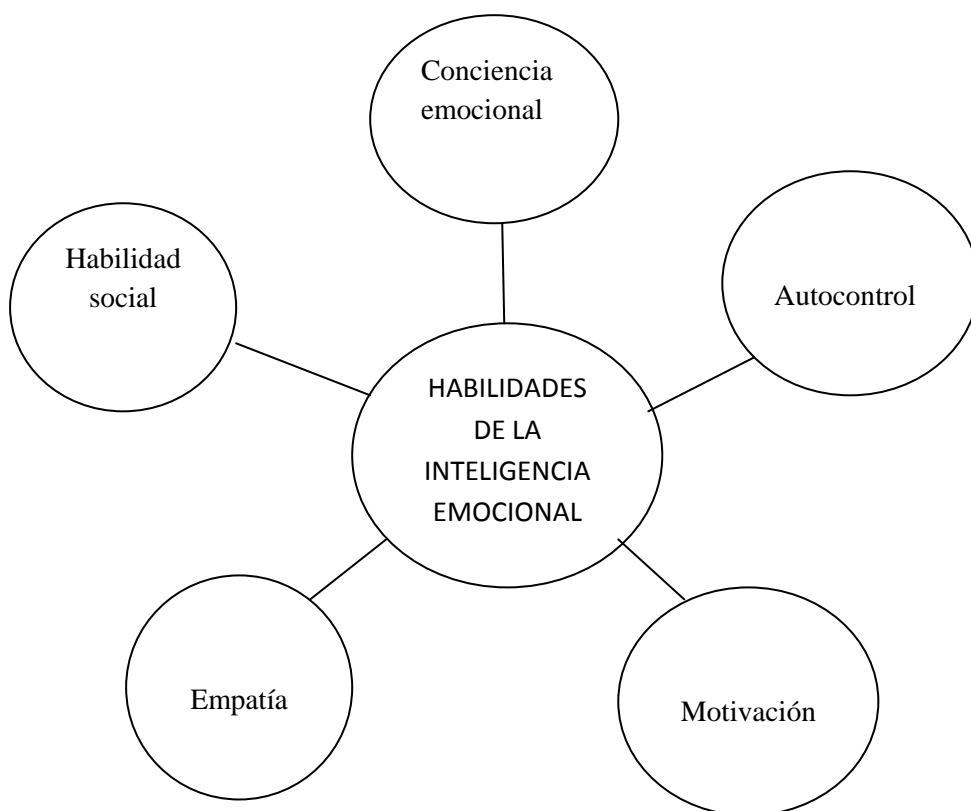 Conciencia
emocional
Habilidad
social
Autocontrol
HABILIDADES
DE LA
INTELIGENCIA
EMOCIONAL
Empatía
Motivación